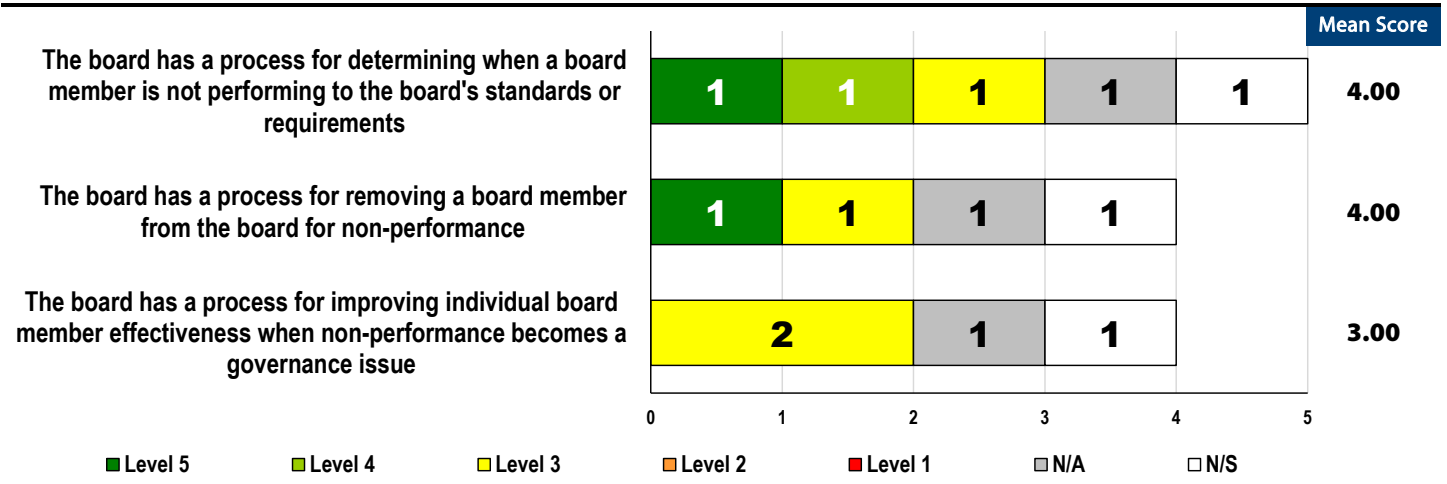 Mean Score
The board has a process for determining when a board
member is not performing to the board's standards or
requirements
1 1 1 1 1
4.00
The board has a process for removing a board member
from the board for non-performance
1 1 1 1
4.00
The board has a process for improving individual board
member effectiveness when non-performance becomes a
governance issue
2 1 1
3.00
0 1 2 3 4 5
Level 5 Level 4 Level 3 Level 2 Level 1 N/A N/S